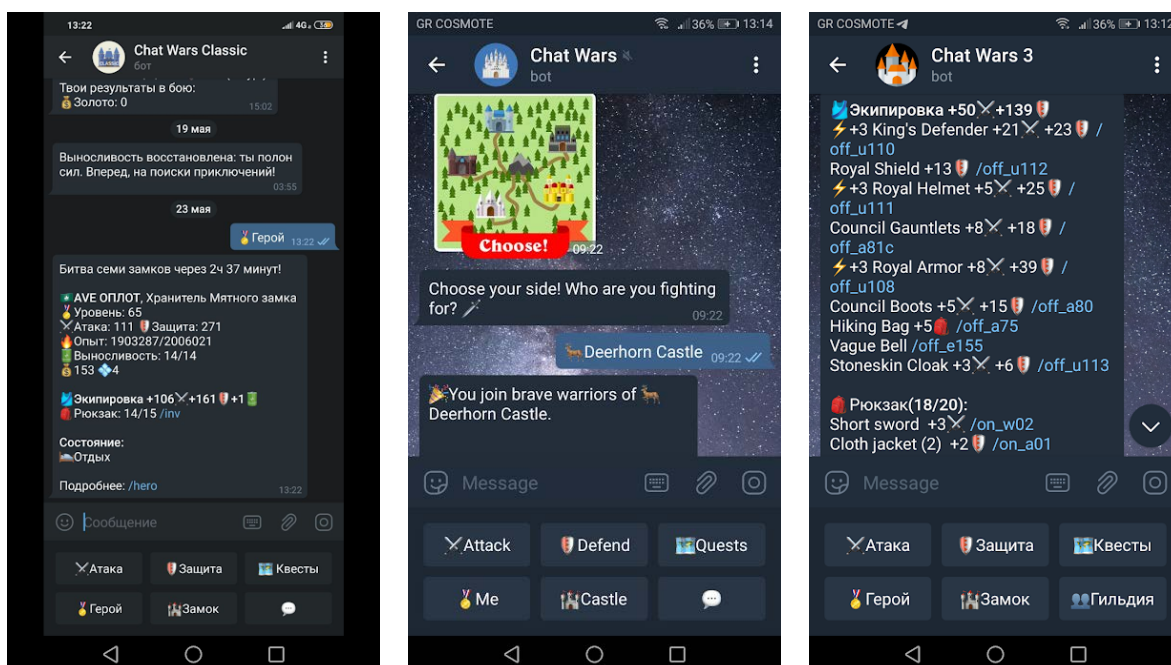 13:22
4G
Chat Wars Classic
бот
Твои результаты в бою:
Золото: 0
15:02
19 мая
Выносливость восстановлена: ты полон
сил. Вперед, на поиски приключений!
03:55
23 мая
Герой 13:22
Битва семи замков через 2ч 37 минут!
AVE ОПЛОТ, Хранитель Мятного замка
Уровень: 65
Атака: 111 Защита: 271
Опыт: 1903287/2006021
Выносливость: 14/14
153 4
Экипировка +106 +161 +1
Рюкзак: 14/15 /inv
Состояние:
Отдых
Подробнее: /hero
13:22
Сообщение
Атака
Защита
Квесты
Герой
Замок
GR COSMOTE
36% 13:14
Chat Wars
bot
Choose!
09:22
Choose your side! Who are you fighting
for?
09:22
Deerhorn Castle 09:22
You join brave warriors of
Deerhorn Castle.
Message
Attack
Defend
Quests
Me
Castle
GR COSMOTE
36% 13:12
Chat Wars 3
bot
Экипировка +50 +139
+3 King's Defender +21 +23 /
off_u110
Royal Shield +13 /off_u112
+3 Royal Helmet +5 +25 /
off_u111
Council Gauntlets +8 +18 /
off_a81c
+3 Royal Armor +8 +39 /
off_u108
Council Boots +5 +15 /off_a80
Hiking Bag +5 /off_a75
Vague Bell /off_e155
Stoneskin Cloak +3 +6 /off_u113
Рюкзак(18/20):
Short sword +3 /on_w02
Cloth jacket (2) +2 /on_a01
Message
Атака
Защита
Квесты
Герой
Замок
Гильдия